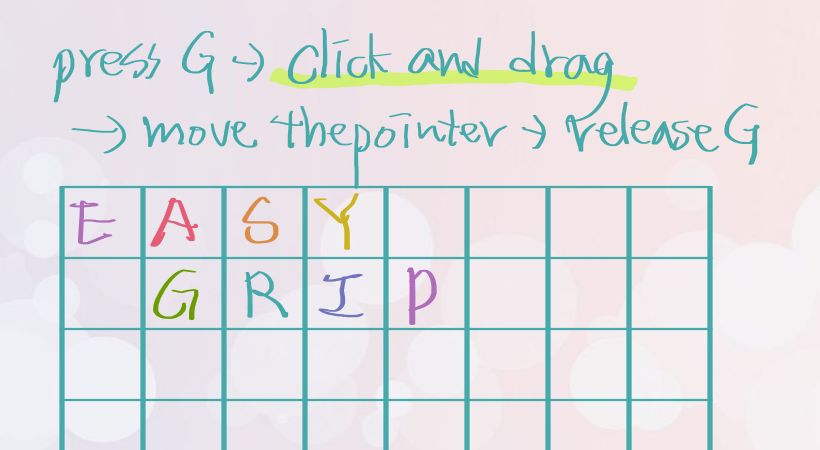 press G → click and drag
→ move the pointer → release G
E A S Y
G R I P